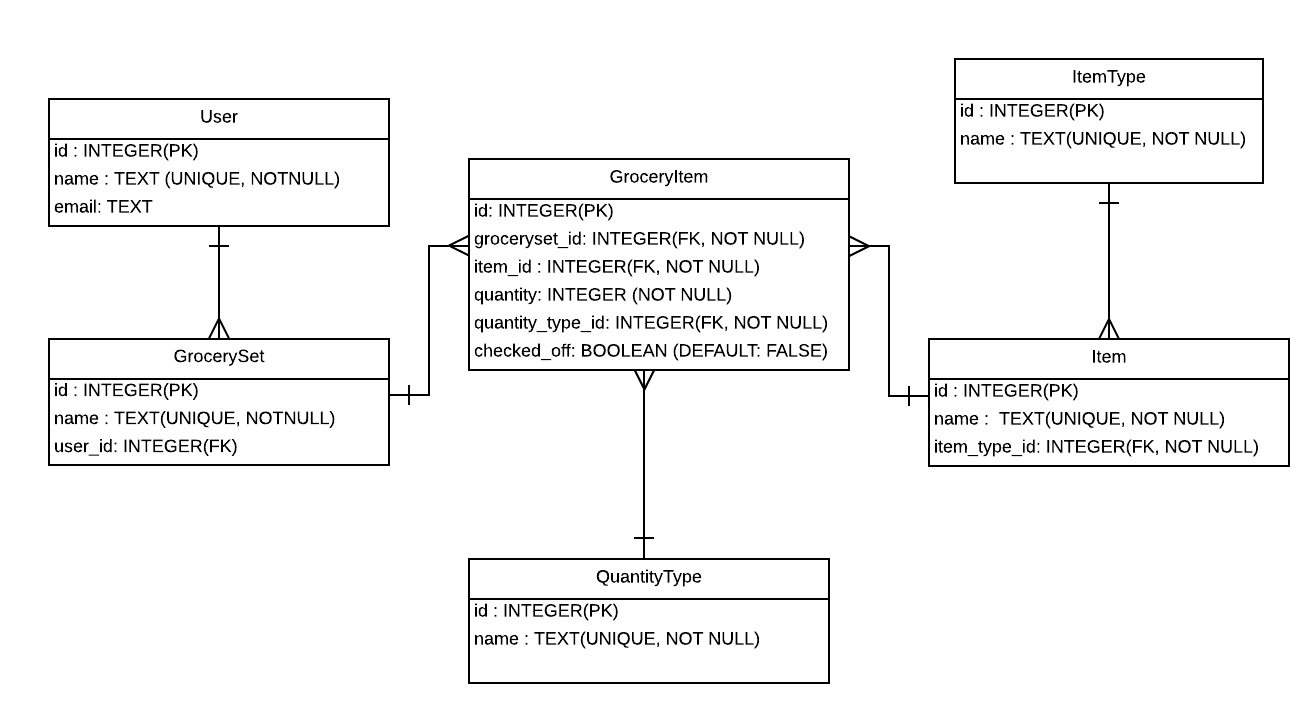 User
id : INTEGER(PK)
name : TEXT (UNIQUE, NOTNULL)
email: TEXT
GrocerySet
id : INTEGER(PK)
name : TEXT(UNIQUE, NOTNULL)
user_id: INTEGER(FK)
GroceryItem
id: INTEGER(PK)
groceryset_id: INTEGER(FK, NOT NULL)
item_id : INTEGER(FK, NOT NULL)
quantity: INTEGER (NOT NULL)
quantity_type_id: INTEGER(FK, NOT NULL)
checked_off: BOOLEAN (DEFAULT: FALSE)
QuantityType
id : INTEGER(PK)
name : TEXT(UNIQUE, NOT NULL)
ItemType
id : INTEGER(PK)
name : TEXT(UNIQUE, NOT NULL)
Item
id : INTEGER(PK)
name :  TEXT(UNIQUE, NOT NULL)
item_type_id: INTEGER(FK, NOT NULL)